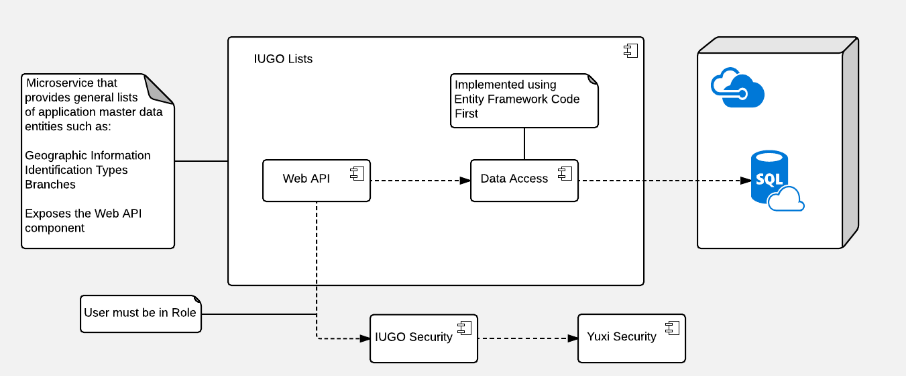 IUGO Lists
Microservice that
provides general lists
of application master data
entities such as:
Geographic Information
Identification Types
Branches
Exposes the Web API
component
Implemented using
Entity Framework Code
First
Web API
Data Access
SQL
User must be in Role
IUGO Security
Yuxi Security